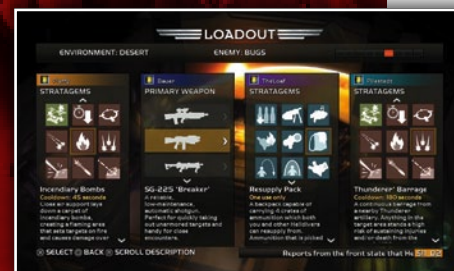 LOADOUT
ENVIRONMENT: DESERT
ENEMY: BUGS
STRATAGEMS
Incendiary Bombs
Cooldown: 45 seconds
Close air support lays
down a carpet of
incendiary bombs,
creating a flaming area
that sets targets on fire
and causes damage over
PRIMARY WEAPON
SG-225 'Breaker'
A reliable,
low-maintenance,
automatic shotgun.
Perfect for quickly taking
out unarmored targets and
handy for close
encounters.
STRATAGEMS
Resupply Pack
One use only
A backpack capable of
carrying 4 crates of
ammunition which both
you and other Helldivers
can resupply from.
Ammunition that is picked
STRATAGEMS
'Thunderer' Barrage
Cooldown: 180 seconds
A continuous barrage from
a nearby Thunderer
artillery. Anything in the
target area stands a high
risk of sustaining injuries
and/or death from the
SELECT BACK SCROLL DESCRIPTION
Reports from the front state that He